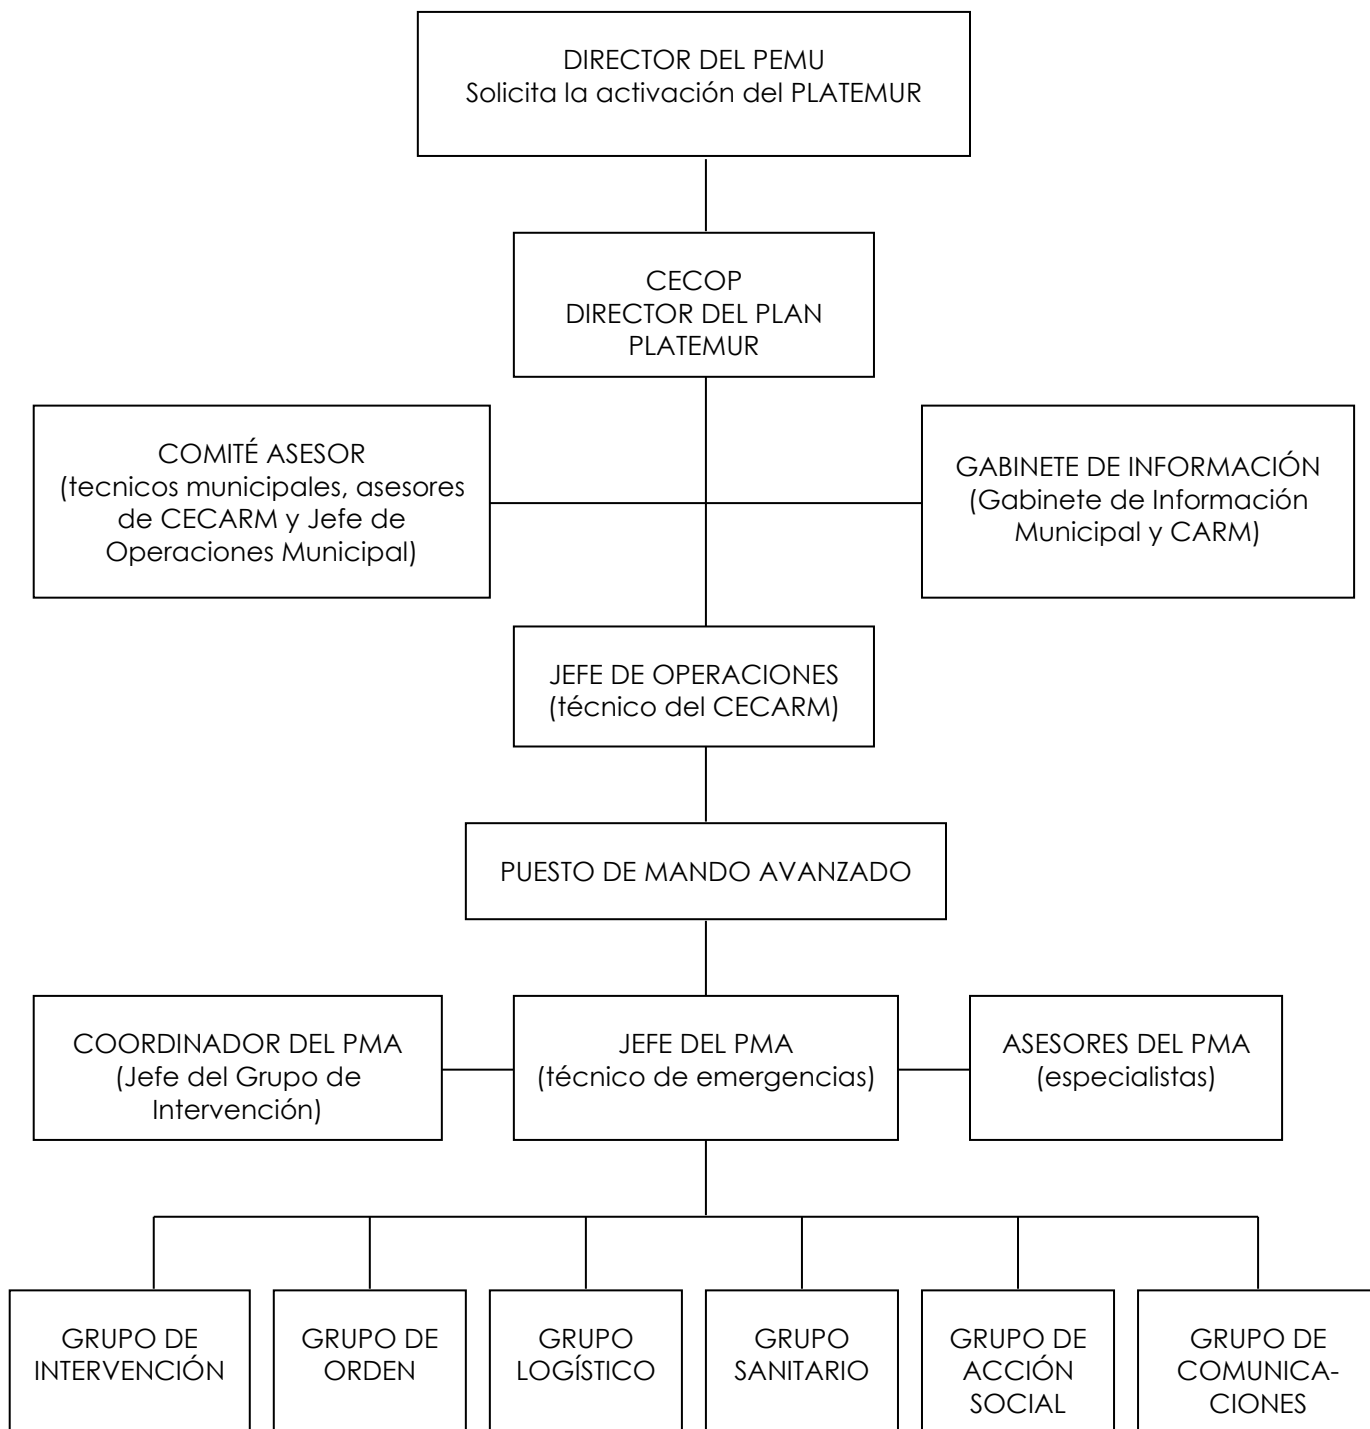 DIRECTOR DEL PEMU
Solicita la activación del PLATEMUR
CECOP
DIRECTOR DEL PLAN
PLATEMUR
COMITÉ ASESOR
(tecnicos municipales, asesores
de CECARM y Jefe de
Operaciones Municipal)
GABINETE DE INFORMACIÓN
(Gabinete de Información
Municipal y CARM)
JEFE DE OPERACIONES
(técnico del CECARM)
PUESTO DE MANDO AVANZADO
COORDINADOR DEL PMA
(Jefe del Grupo de
Intervención)
JEFE DEL PMA
(técnico de emergencias)
ASESORES DEL PMA
(especialistas)
GRUPO DE
INTERVENCIÓN
GRUPO DE
ORDEN
GRUPO
LOGÍSTICO
GRUPO
SANITARIO
GRUPO DE
ACCIÓN
SOCIAL
GRUPO DE
COMUNICA-
CIONES